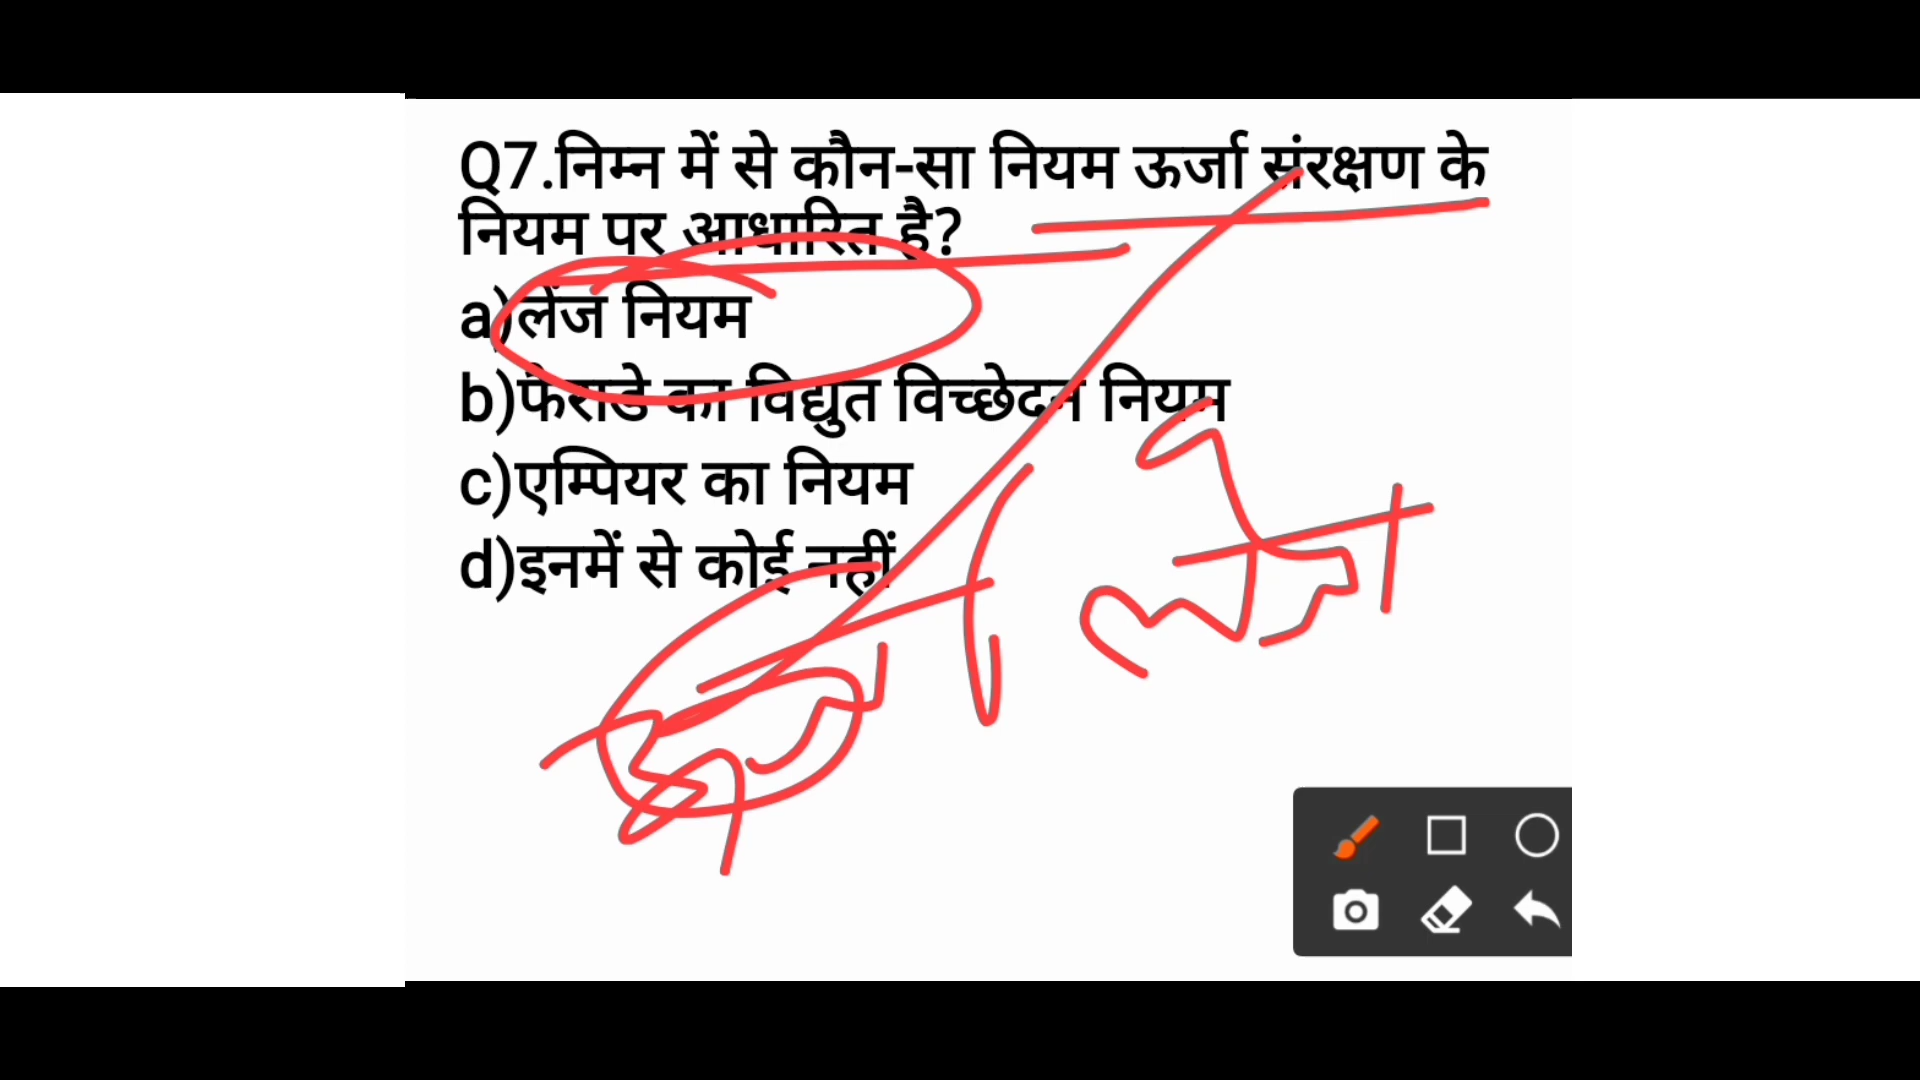 Q7.निम्न में से कौन-सा नियम ऊर्जा संरक्षण के
नियम पर आधारित है?
a)लेंज नियम
b)फैराडे का विद्युत विच्छेदन नियम
c)एम्पियर का नियम
d)इनमें से कोई नहीं